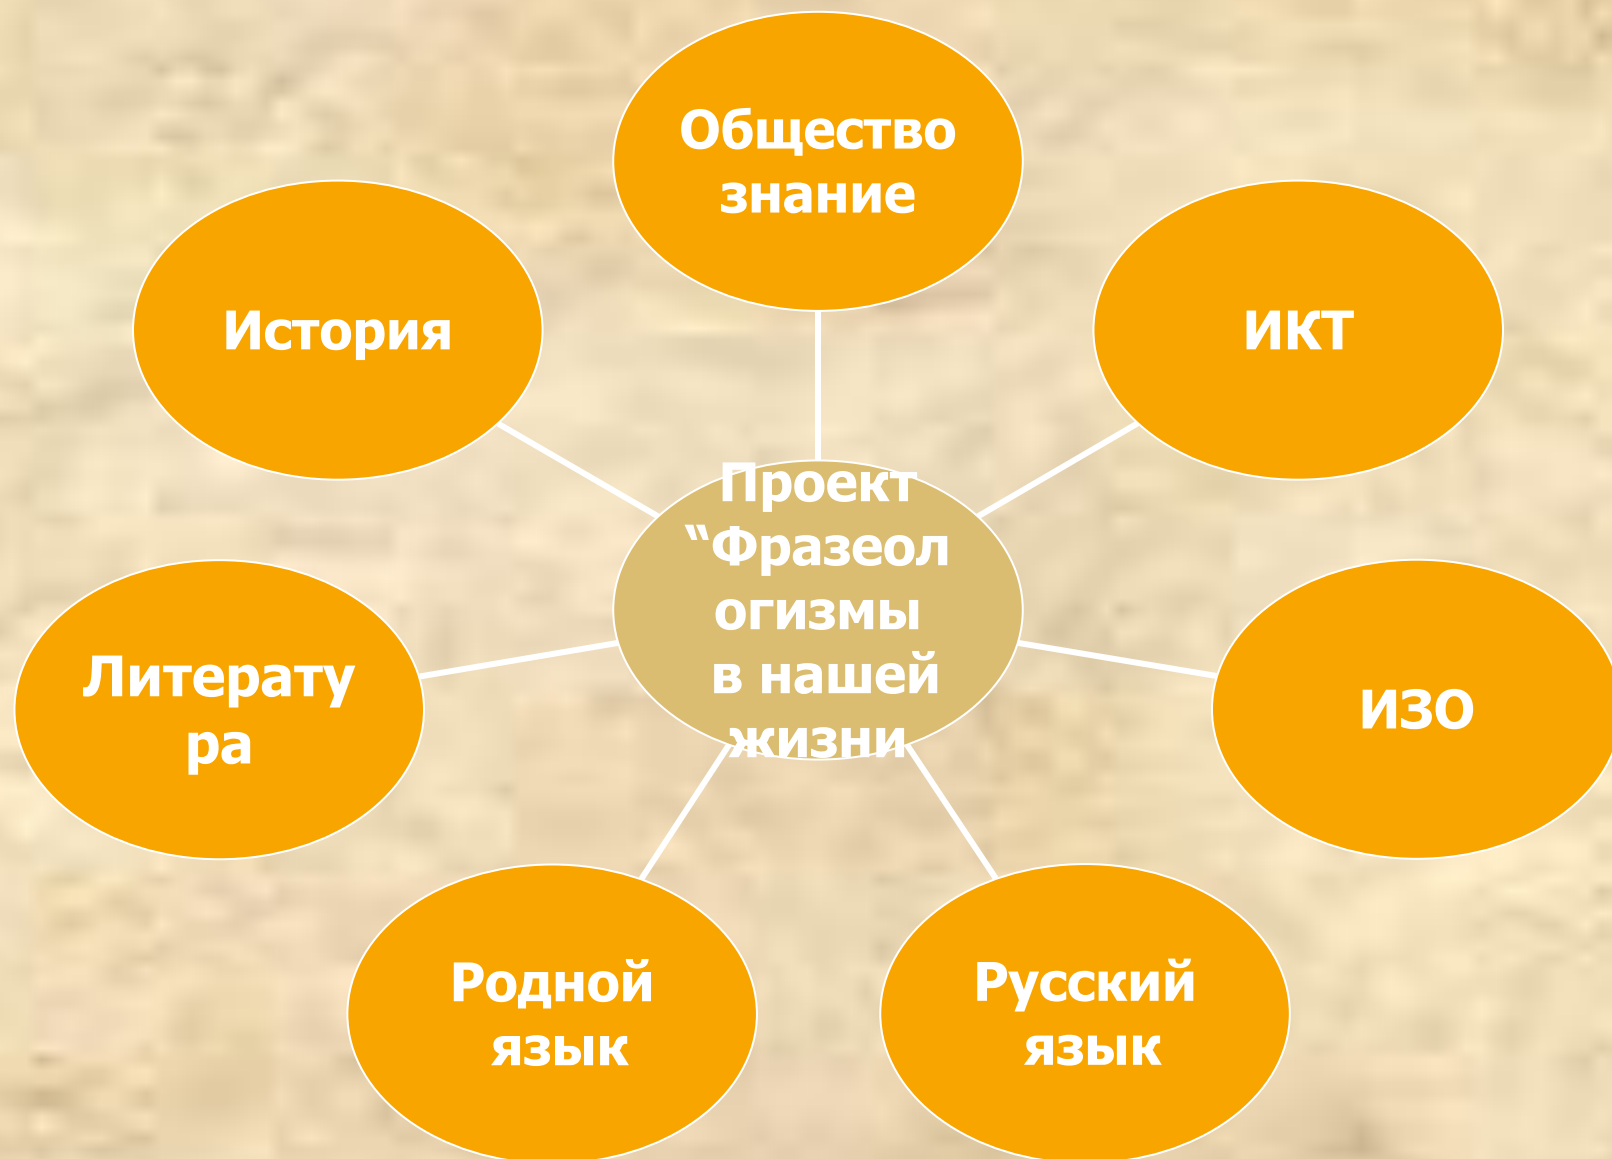 Общество
знание
История
ИКТ
Проект
“Фразеол
огизмы
в нашей
жизни
Литерату
ра
ИЗО
Родной
язык
Русский
язык